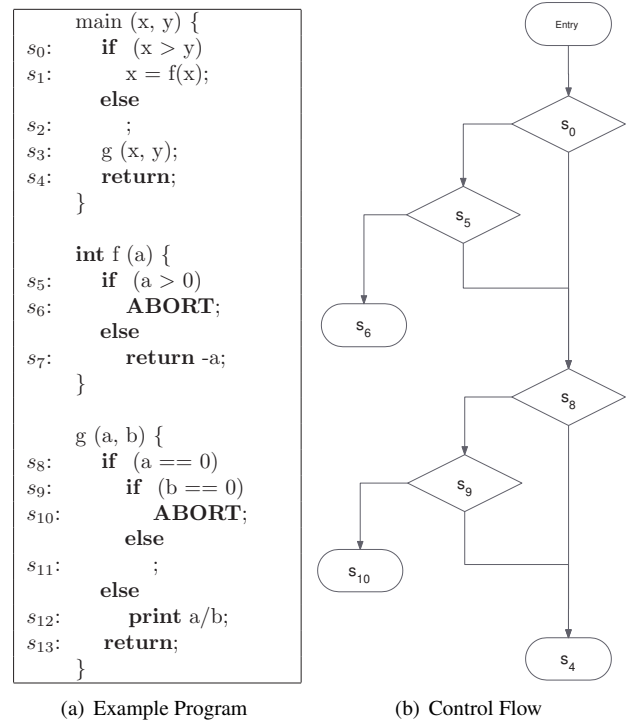 main (x, y) {
s0: if (x > y)
s1: x = f(x);
else
s2: ;
s3: g (x, y);
s4: return;
}
int f (a) {
s5: if (a > 0)
s6: ABORT;
else
s7: return -a;
}
g (a, b) {
s8: if (a == 0)
s9: if (b == 0)
s10: ABORT;
else
s11: ;
else
s12: print a/b;
s13: return;
}
(a) Example Program
Entry
s0
s5
s6
s8
s9
s10
s4
(b) Control Flow